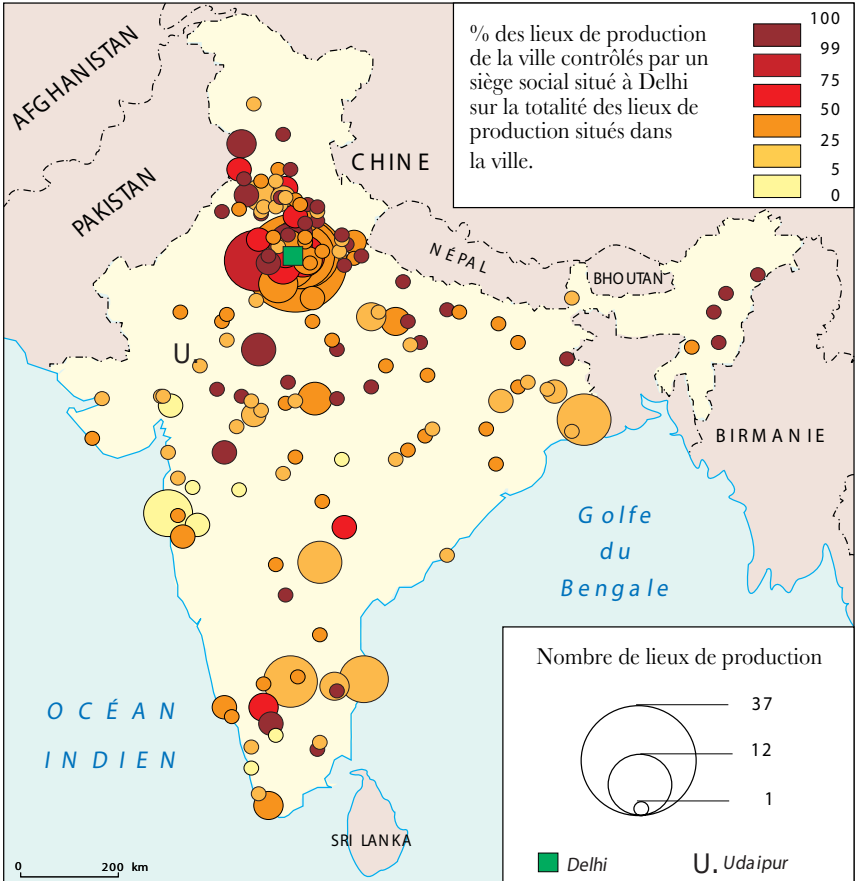 % des lieux de production
de la ville contrôlés par un
siège social situé à Delhi
sur la totalité des lieux de
production situés dans
la ville.
100
99
75
50
25
5
0
AFGHANISTAN
PAKISTAN
CHINE
NÉPAL
BHOUTAN
BIRMANIE
U.
Golfe
du
Bengale
OCÉAN
INDIEN
SRI LANKA
0 200 km
Nombre de lieux de production
37
12
1
Delhi U. Udaipur